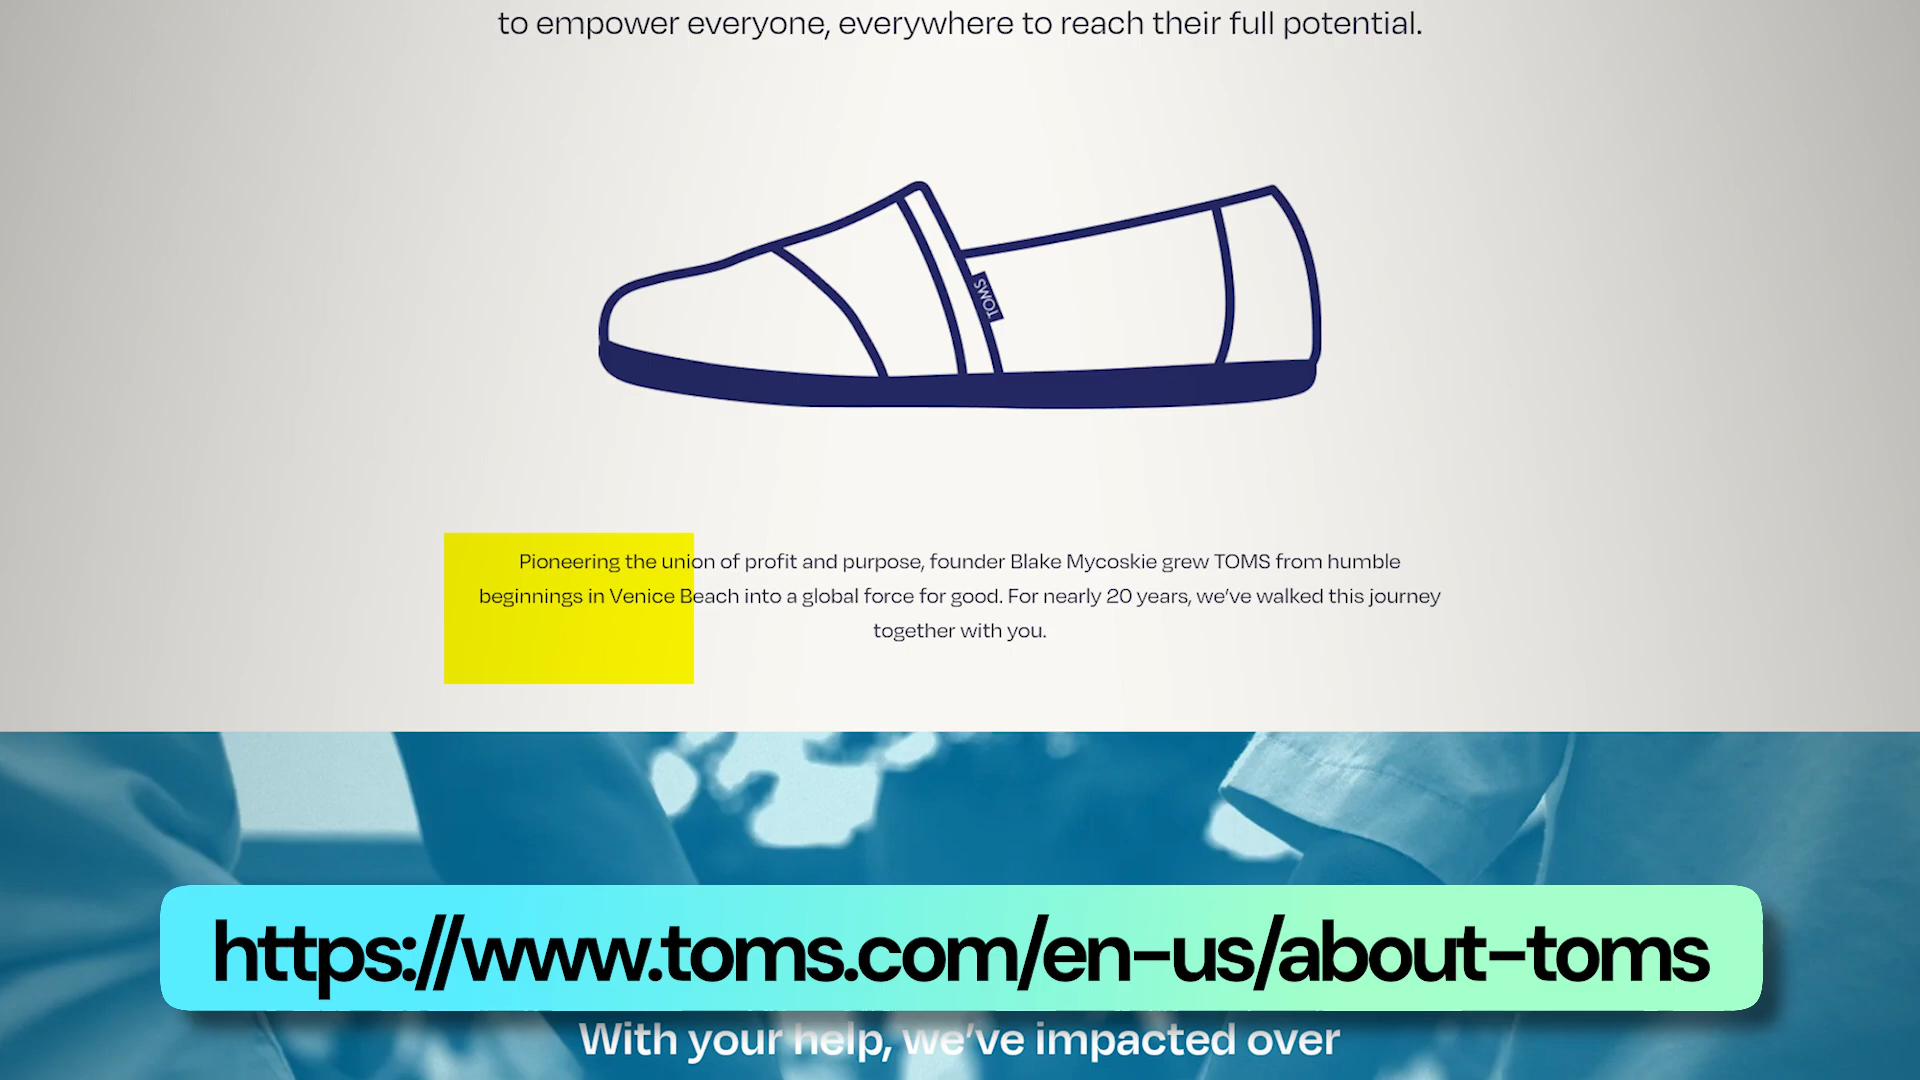 to empower everyone, everywhere to reach their full potential.
TOMS
Pioneering the union of profit and purpose, founder Blake Mycoskie grew TOMS from humble
beginnings in Venice Beach into a global force for good. For nearly 20 years, we’ve walked this journey
together with you.
https://www.toms.com/en-us/about-toms
With your help, we’ve impacted over